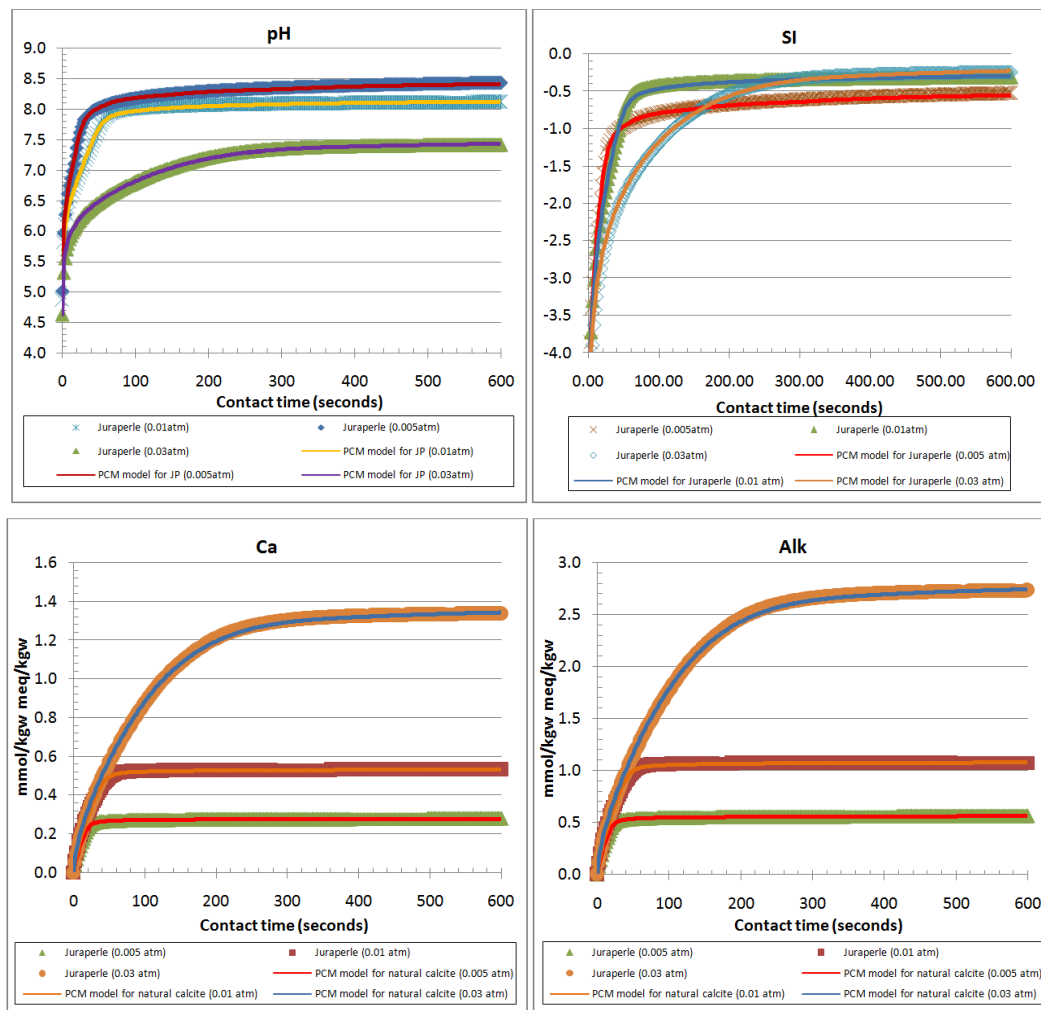 pH
9.0
8.5
8.0
7.5
7.0
6.5
6.0
5.5
5.0
4.5
4.0
0 100 200 300 400 500 600
Contact time (seconds)
Juraperle (0.01atm) Juraperle (0.005atm)
Juraperle (0.03atm) PCM model for JP (0.01atm)
PCM model for JP (0.005atm) PCM model for JP (0.03atm)
SI
0.0
-0.5
-1.0
-1.5
-2.0
-2.5
-3.0
-3.5
-4.0
0.00 100.00 200.00 300.00 400.00 500.00 600.00
Contact time (seconds)
Juraperle (0.005atm) Juraperle (0.01atm)
Juraperle (0.03atm) PCM model for Juraperle (0.005 atm)
PCM model for Juraperle (0.01 atm) PCM model for Juraperle (0.03 atm)
Ca
mmol/kgw meq/kgw
1.6
1.4
1.2
1.0
0.8
0.6
0.4
0.2
0.0
0 100 200 300 400 500 600
Contact time (seconds)
Juraperle (0.005 atm) Juraperle (0.01 atm)
Juraperle (0.03 atm) PCM model for natural calcite (0.005 atm)
PCM model for natural calcite (0.01 atm) PCM model for natural calcite (0.03 atm)
Alk
mmol/kgw meq/kgw
3.0
2.5
2.0
1.5
1.0
0.5
0.0
0 100 200 300 400 500 600
Contact time (seconds)
Juraperle (0.005 atm) Juraperle (0.01 atm)
Juraperle (0.03 atm) PCM model for natural calcite (0.005 atm)
PCM model for natural calcite (0.01 atm) PCM model for natural calcite (0.03 atm)